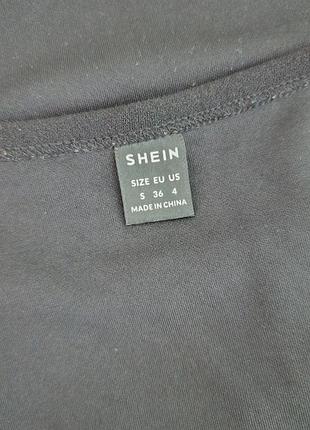 SHEIN
SIZE EU US
S 36 4
MADE IN CHINA